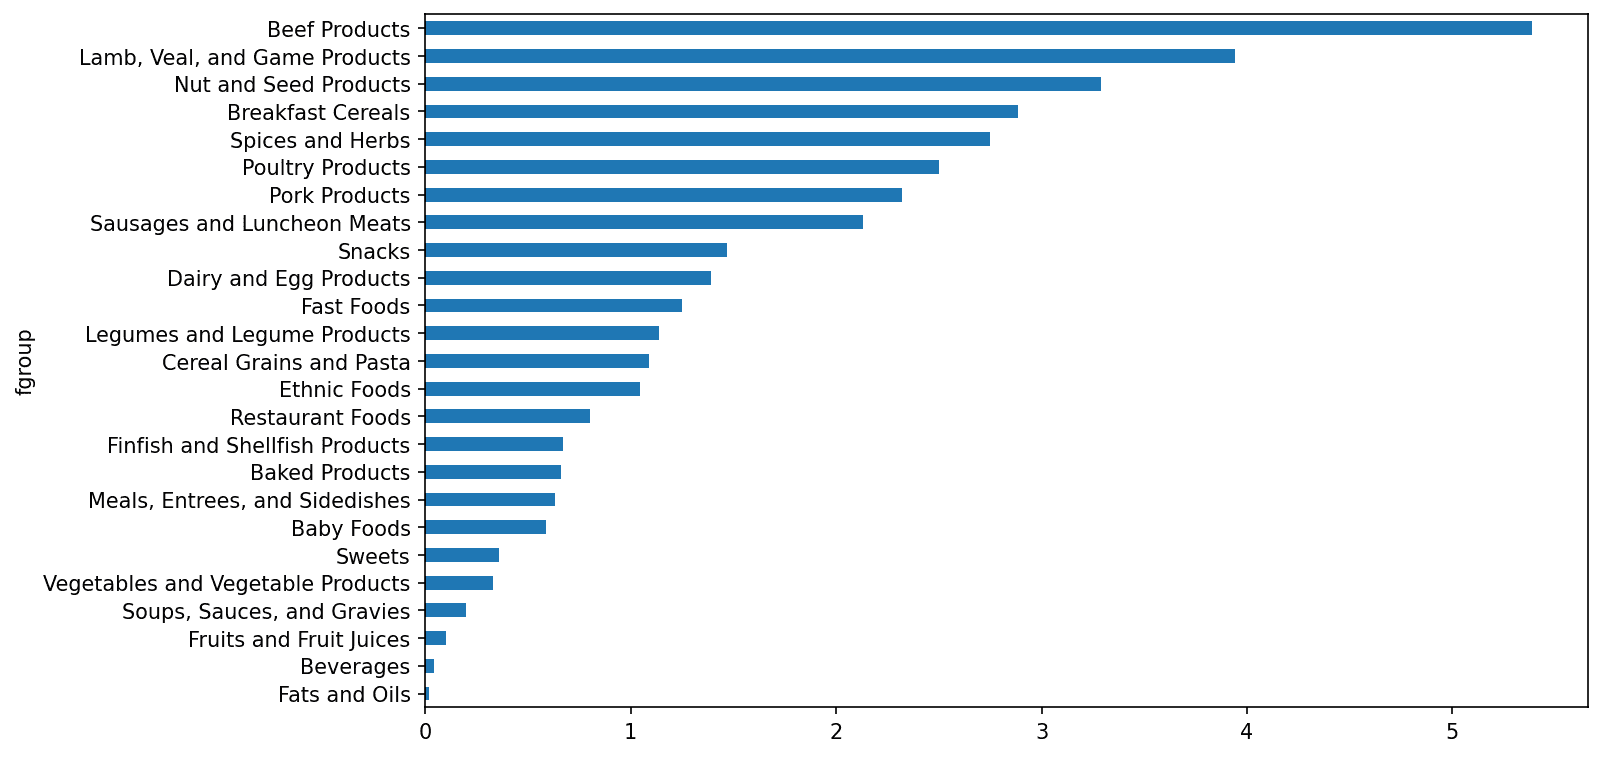 Beef Products
Lamb, Veal, and Game Products
Nut and Seed Products
Breakfast Cereals
Spices and Herbs
Poultry Products
Pork Products
Sausages and Luncheon Meats
Snacks
Dairy and Egg Products
Fast Foods
Legumes and Legume Products
Cereal Grains and Pasta
Ethnic Foods
Restaurant Foods
Finfish and Shellfish Products
Baked Products
Meals, Entrees, and Sidedishes
Baby Foods
Sweets
Vegetables and Vegetable Products
Soups, Sauces, and Gravies
Fruits and Fruit Juices
Beverages
Fats and Oils
fgroup
0 1 2 3 4 5